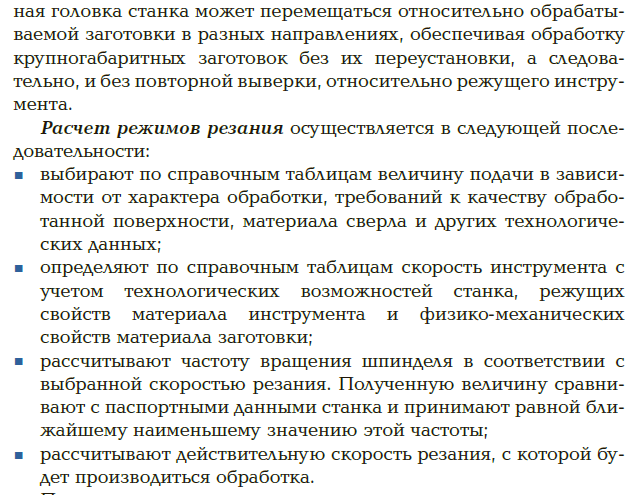 ная головка станка может перемещаться относительно обрабаты-
ваемой заготовки в разных направлениях, обеспечивая обработку
крупногабаритных заготовок без их переустановки, а следова-
тельно, и без повторной выверки, относительно режущего инстру-
мента.
Расчет режимов резания осуществляется в следующей после-
довательности:
▪ выбирают по справочным таблицам величину подачи в зависи-
мости от характера обработки, требований к качеству обрабо-
танной поверхности, материала сверла и других технологиче-
ских данных;
▪ определяют по справочным таблицам скорость инструмента с
учетом технологических возможностей станка, режущих
свойств материала инструмента и физико-механических
свойств материала заготовки;
▪ рассчитывают частоту вращения шпинделя в соответствии с
выбранной скоростью резания. Полученную величину сравни-
вают с паспортными данными станка и принимают равной бли-
жайшему наименьшему значению этой частоты;
▪ рассчитывают действительную скорость резания, с которой бу-
дет производиться обработка.